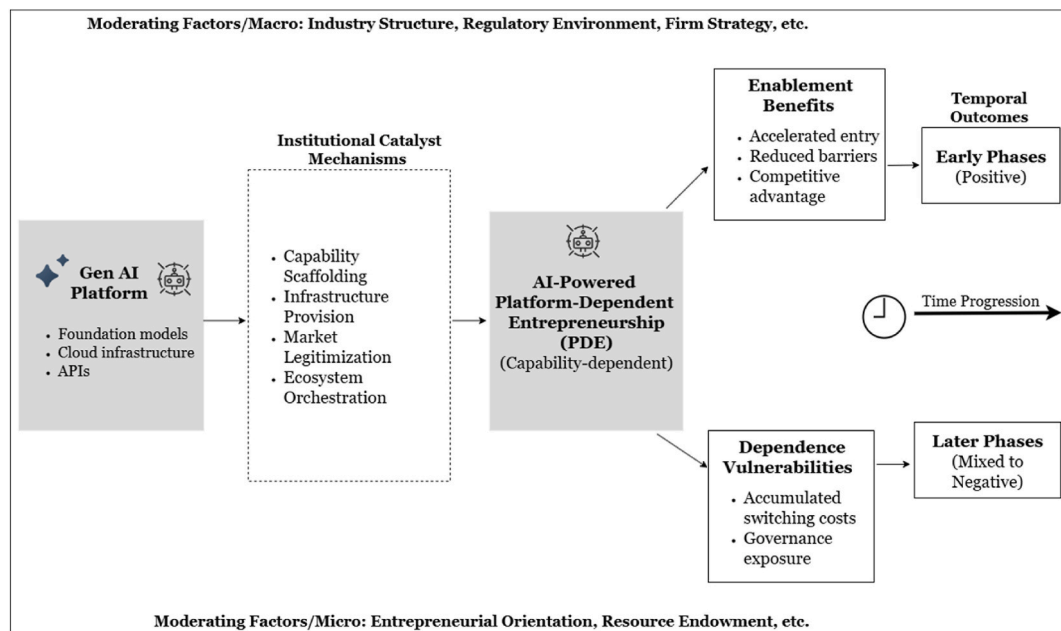 Moderating Factors/Macro: Industry Structure, Regulatory Environment, Firm Strategy, etc.
Institutional Catalyst
Mechanisms
Gen AI
Platform
• Foundation models
• Cloud infrastructure
• APIs
• Capability
Scaffolding
• Infrastructure
Provision
• Market
Legitimization
• Ecosystem
Orchestration
AI-Powered
Platform-Dependent
Entrepreneurship
(PDE)
(Capability-dependent)
Enablement
Benefits
• Accelerated entry
• Reduced barriers
• Competitive
advantage
Temporal
Outcomes
Early Phases
(Positive)
Time Progression
Dependence
Vulnerabilities
• Accumulated
switching costs
• Governance
exposure
Later Phases
(Mixed to
Negative)
Moderating Factors/Micro: Entrepreneurial Orientation, Resource Endowment, etc.